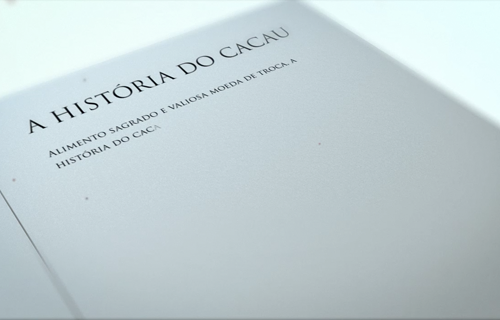 A HISTÓRIA DO CACAU
ALIMENTO SAGRADO E VALIOSA MOEDA DE TROCA. A
HISTÓRIA DO CACA